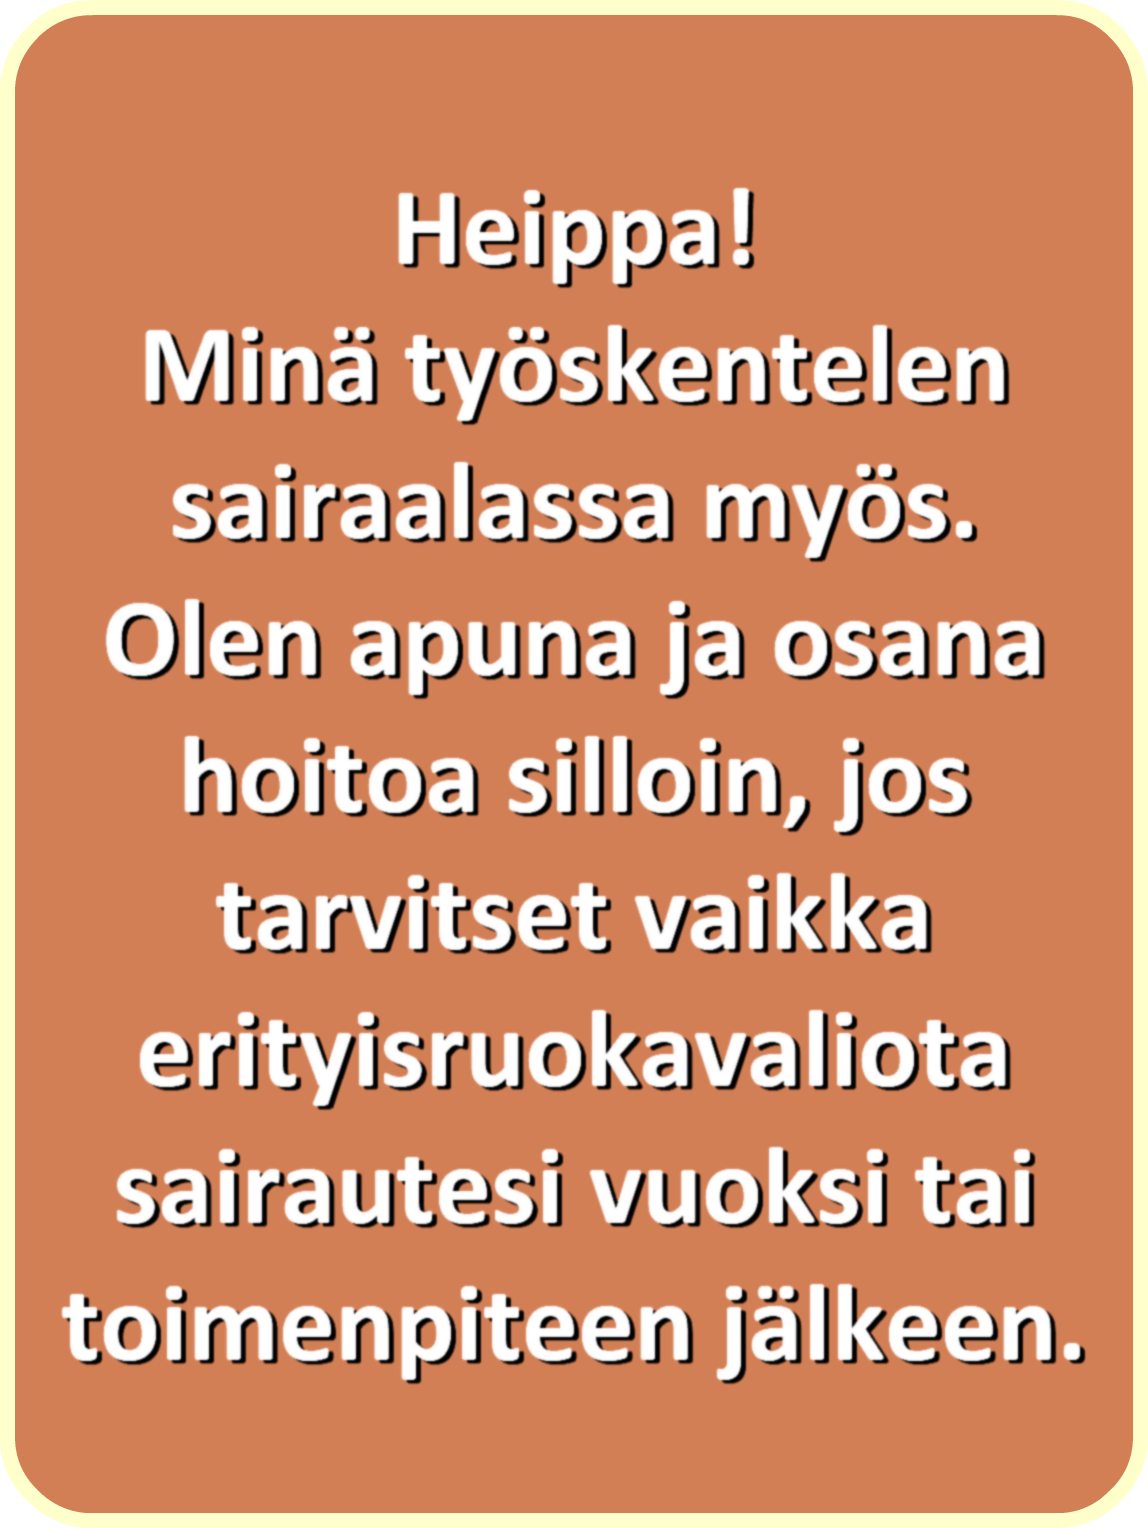 Heippa!
Minä työskentelen
sairaalassa myös.
Olen apuna ja osana
hoitoa silloin, jos
tarvitset vaikka
erityisruokavaliota
sairautesi vuoksi tai
toimenpiteen jälkeen.